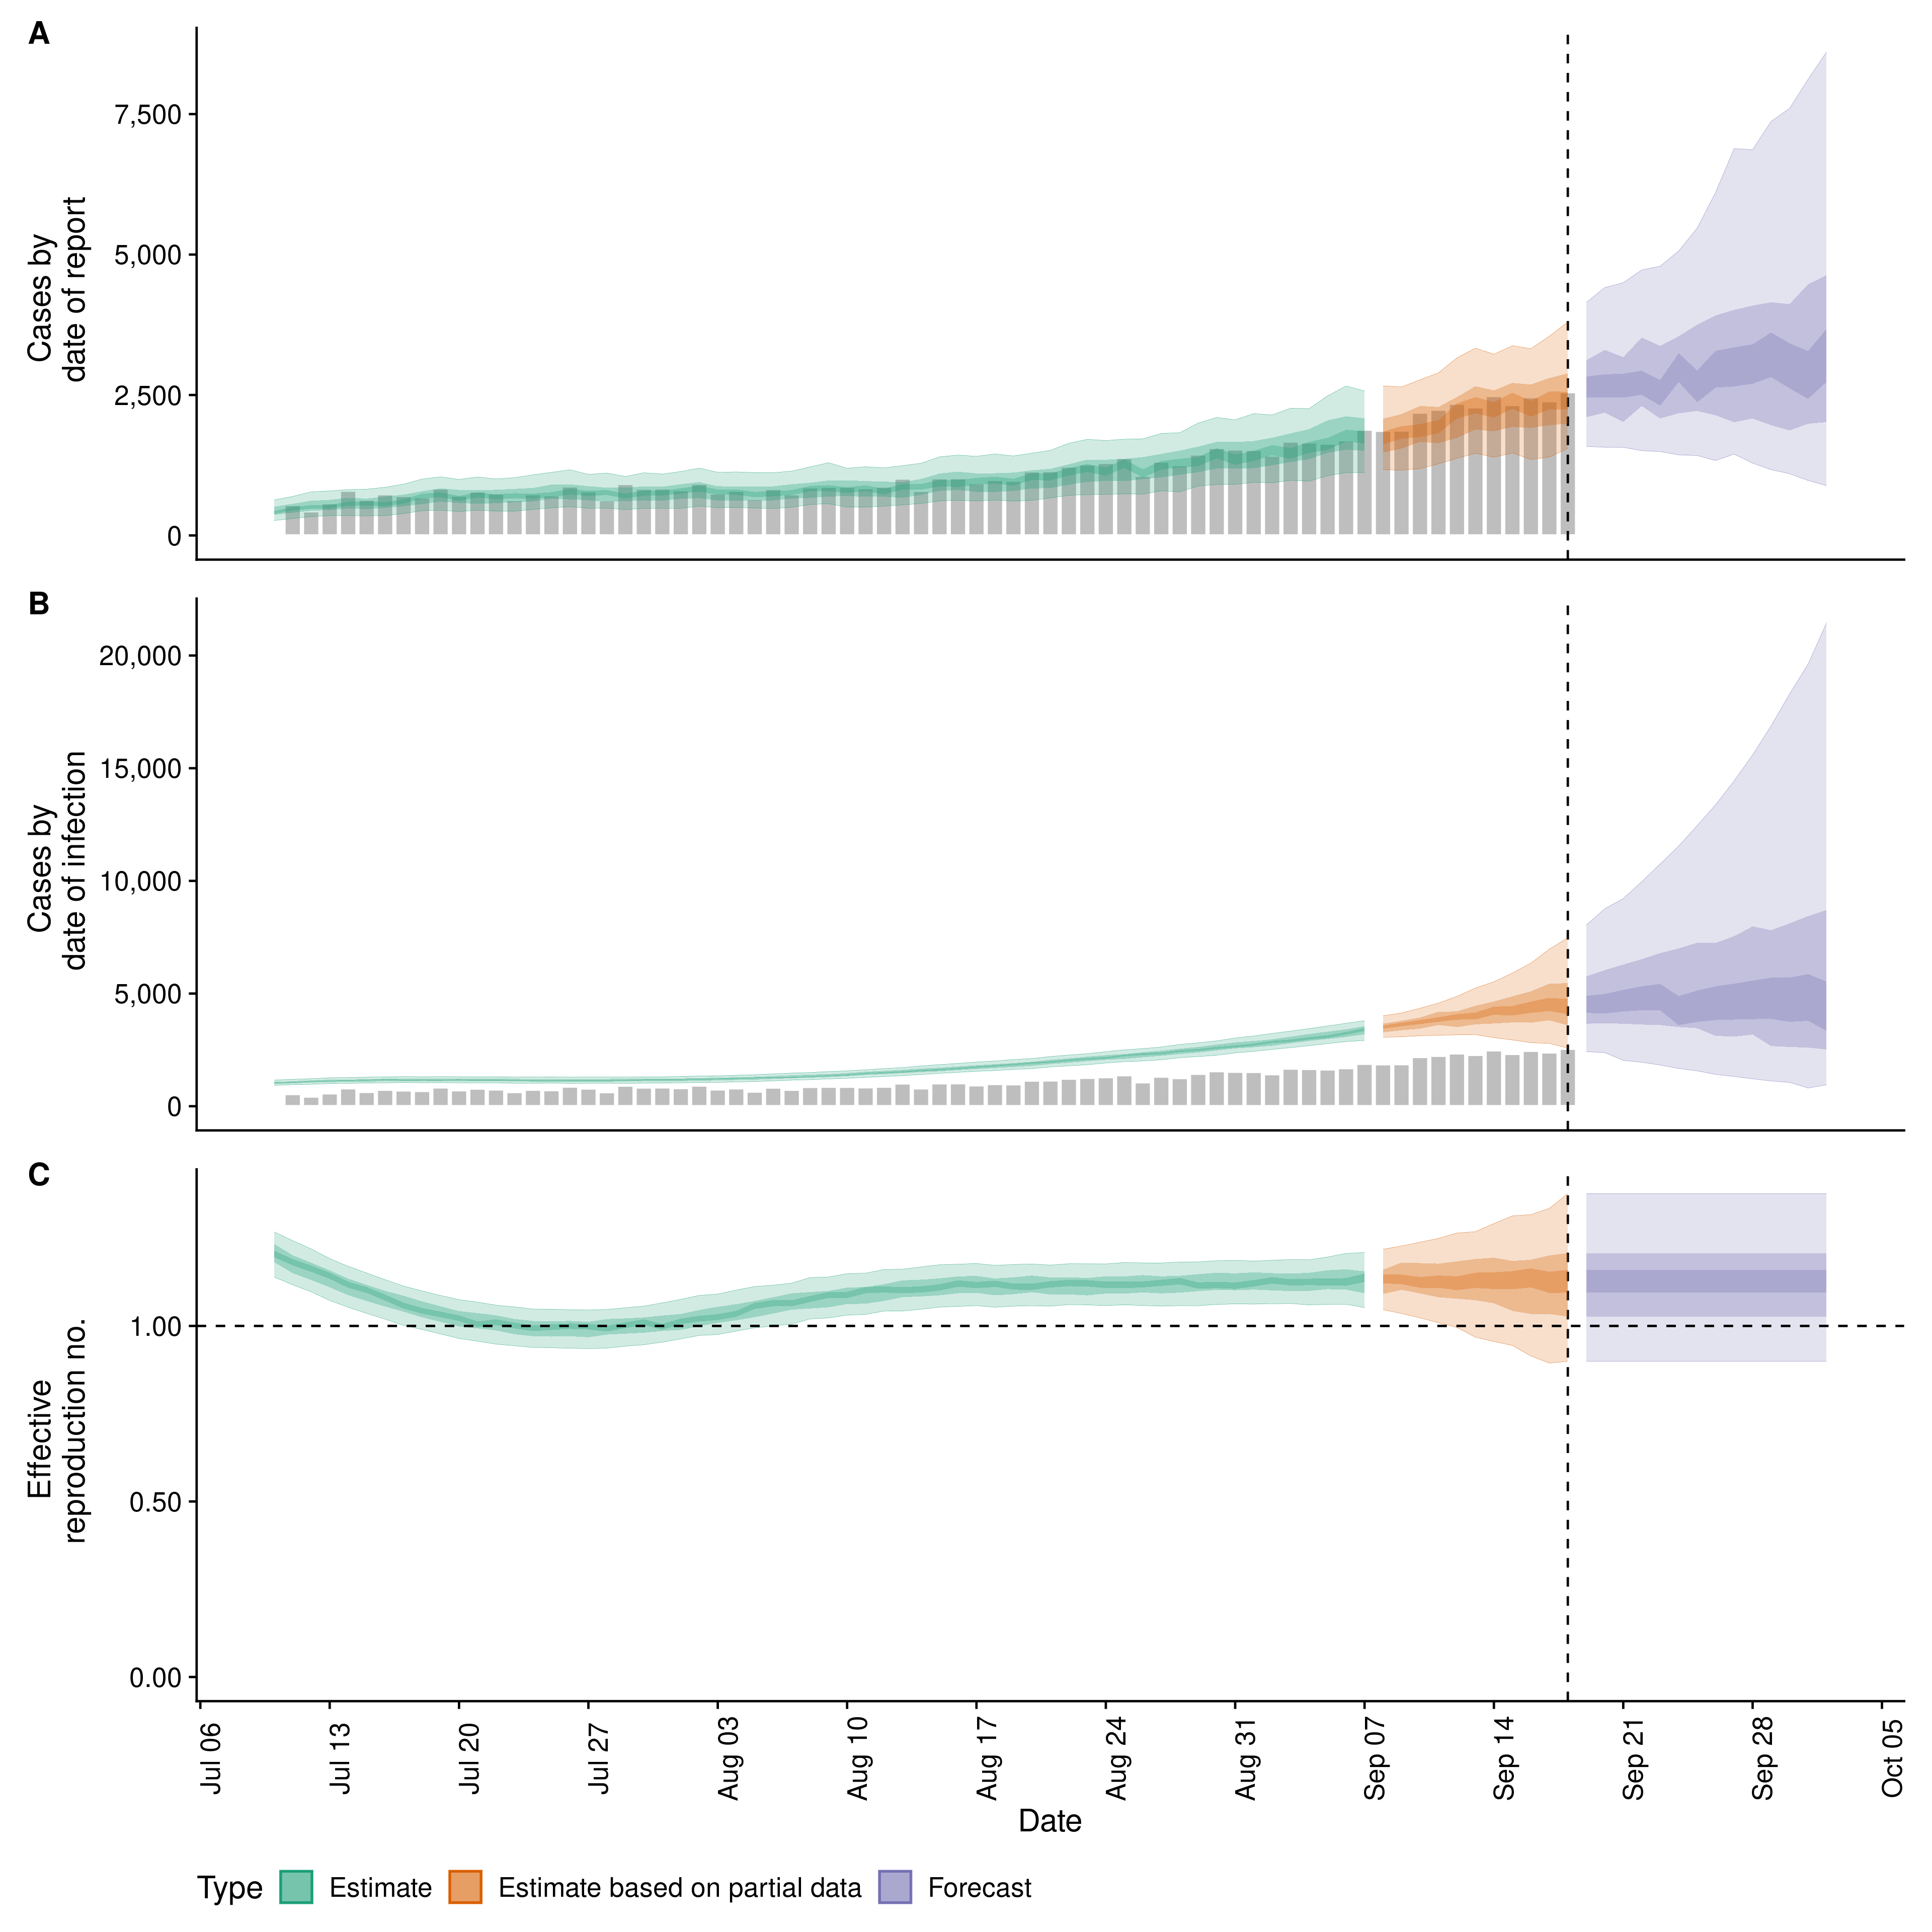 A
Cases by
date of report
7,500
5,000
2,500
0
B
Cases by
date of infection
20,000
15,000
10,000
5,000
0
C
Effective
reproduction no.
1.00
0.50
0.00
Jul 06
Jul 13
Jul 20
Jul 27
Aug 03
Aug 10
Aug 17
Aug 24
Aug 31
Sep 07
Sep 14
Sep 21
Sep 28
Oct 05
Date
Type Estimate Estimate based on partial data Forecast